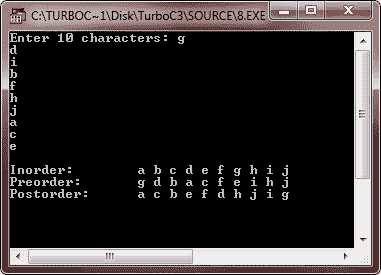 C:\TURBOC~1\Disk\TurboC3\SOURCE\8.EXE
Enter 10 characters: g
d
i
b
f
h
j
a
c
e
Inorder: a b c d e f g h i j
Preorder: g d b a c f e i h j
Postorder: a c b e f d h j i g